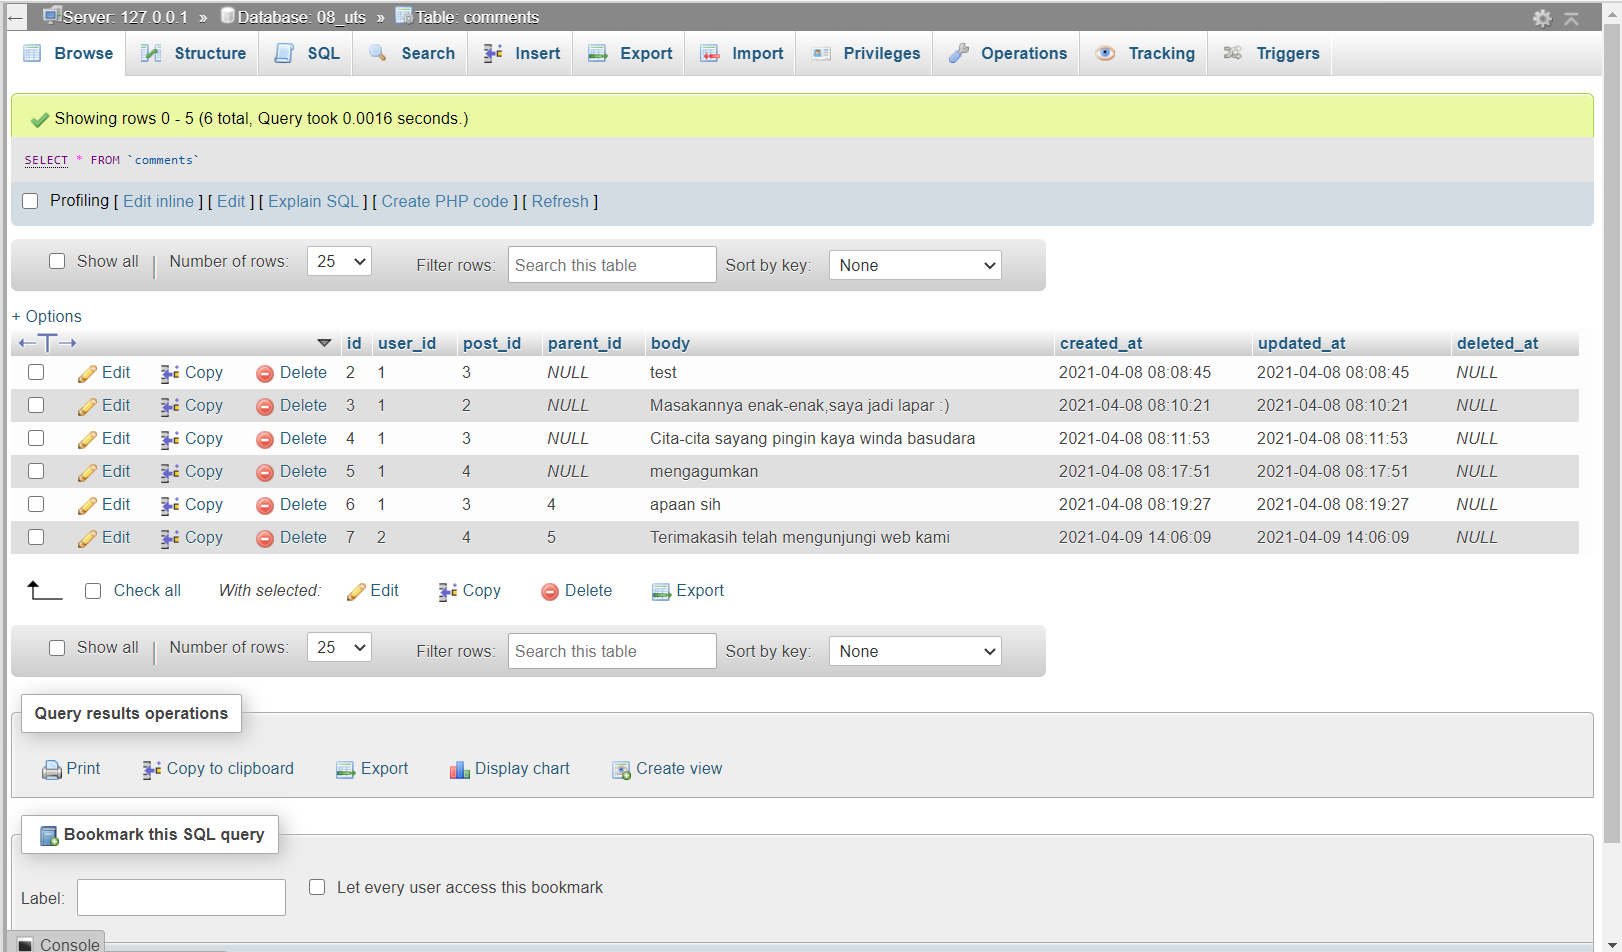 Server: 127.0.0.1 » Database: 08_uts » Table: comments
Browse Structure SQL Search Insert Export Import Privileges Operations Tracking Triggers
Showing rows 0 - 5 (6 total, Query took 0.0016 seconds.)
SELECT * FROM `comments`
Profiling [ Edit inline ] [ Edit ] [ Explain SQL ] [ Create PHP code ] [ Refresh ]
Show all | Number of rows: 25 Filter rows: Search this table Sort by key: None
+ Options
←T→ id user_id post_id parent_id body created_at updated_at deleted_at
Edit Copy Delete 2 1 3 NULL test 2021-04-08 08:08:45 2021-04-08 08:08:45 NULL
Edit Copy Delete 3 1 2 NULL Masakannya enak-enak,saya jadi lapar :) 2021-04-08 08:10:21 2021-04-08 08:10:21 NULL
Edit Copy Delete 4 1 3 NULL Cita-cita sayang pingin kaya winda basudara 2021-04-08 08:11:53 2021-04-08 08:11:53 NULL
Edit Copy Delete 5 1 4 NULL mengagumkan 2021-04-08 08:17:51 2021-04-08 08:17:51 NULL
Edit Copy Delete 6 1 3 4 apaan sih 2021-04-08 08:19:27 2021-04-08 08:19:27 NULL
Edit Copy Delete 7 2 4 5 Terimakasih telah mengunjungi web kami 2021-04-09 14:06:09 2021-04-09 14:06:09 NULL
Check all With selected: Edit Copy Delete Export
Show all | Number of rows: 25 Filter rows: Search this table Sort by key: None
Query results operations
Print Copy to clipboard Export Display chart Create view
Bookmark this SQL query
Label: Let every user access this bookmark
Console